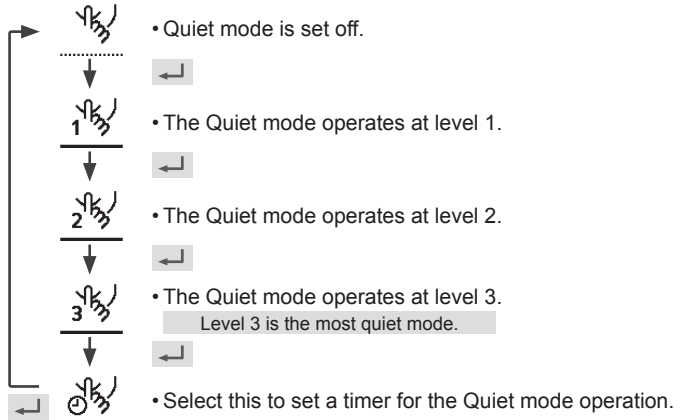 • Quiet mode is set off.
1
• The Quiet mode operates at level 1.
2
• The Quiet mode operates at level 2.
3
• The Quiet mode operates at level 3.
Level 3 is the most quiet mode.
• Select this to set a timer for the Quiet mode operation.